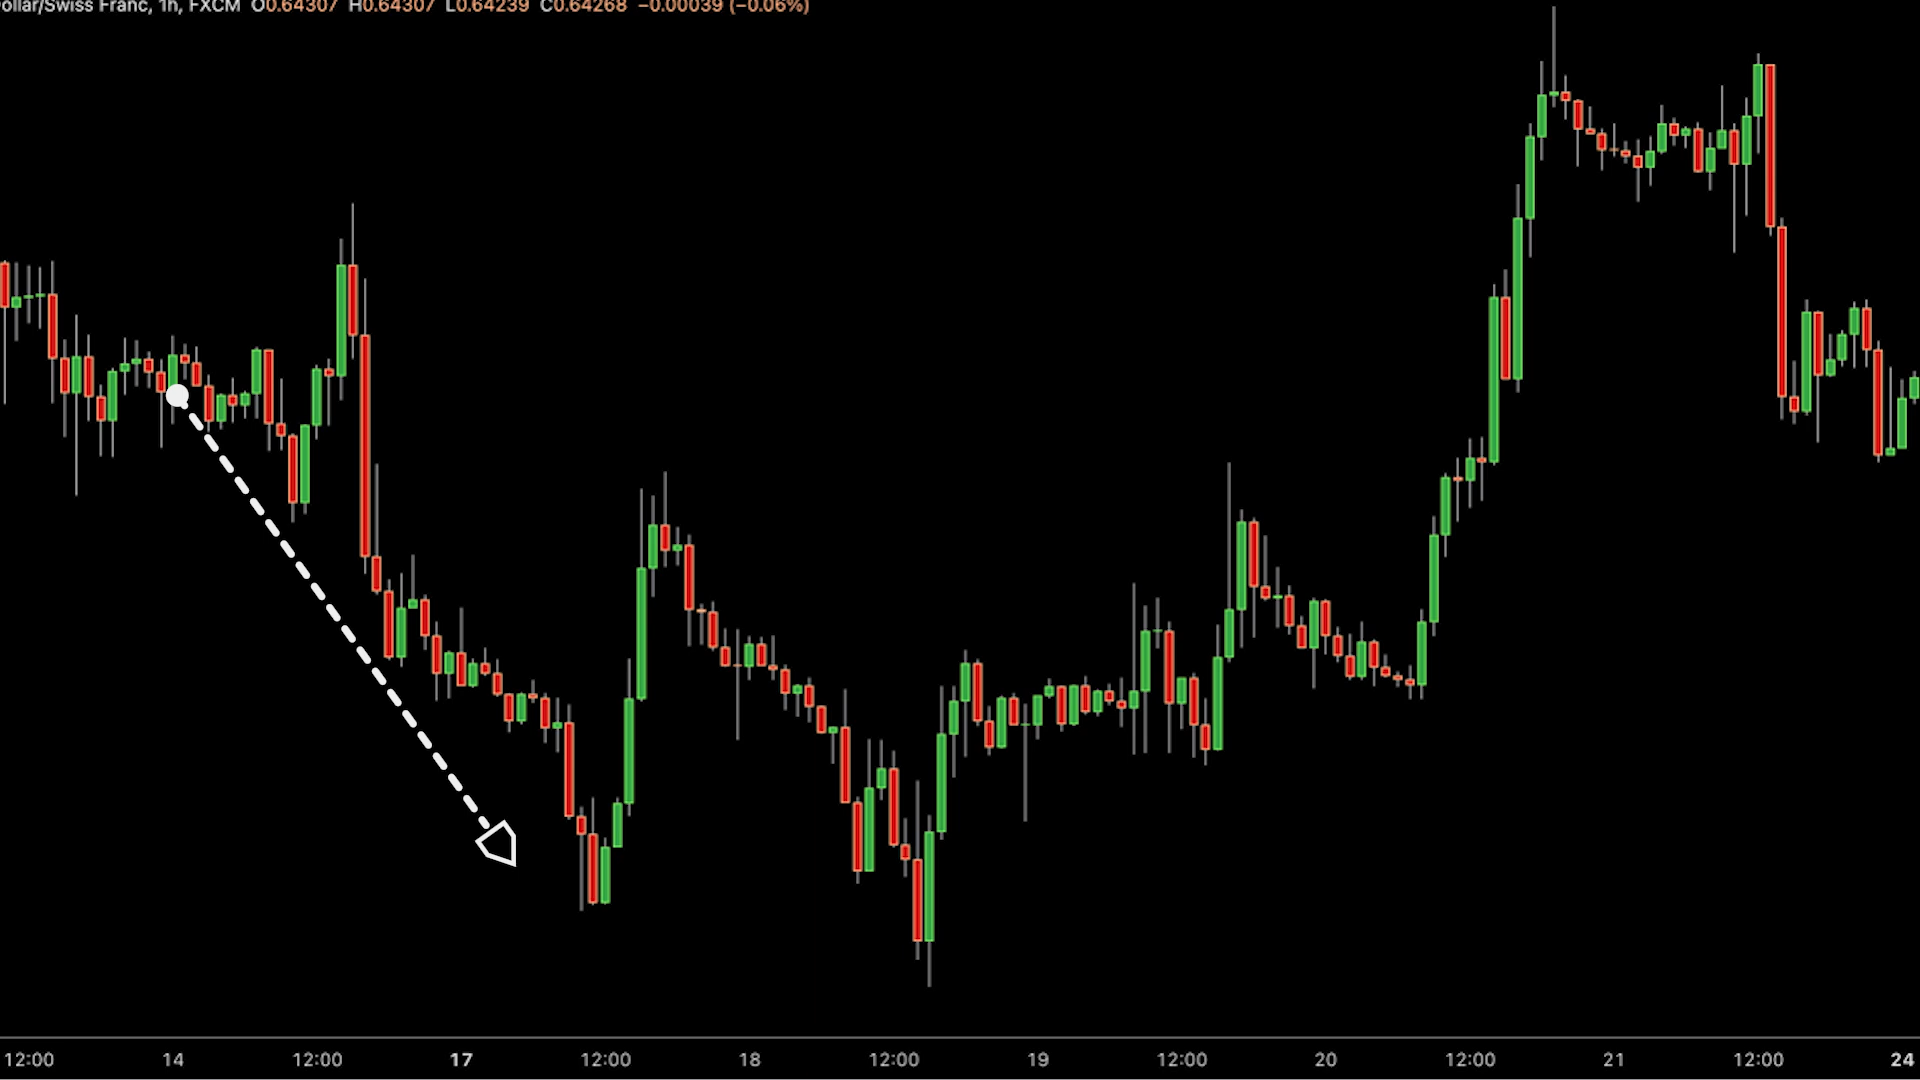 ollar/Swiss Franc, 1h, FXCM O0.64307 H0.64307 L0.64239 C0.64268 −0.00039 (−0.06%)
12:00 14 12:00 17 12:00 18 12:00 19 12:00 20 12:00 21 12:00 24